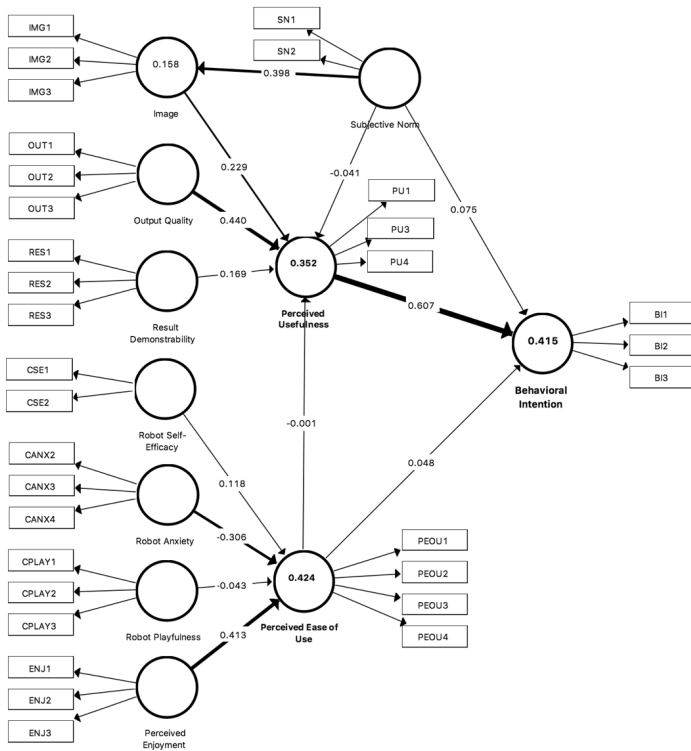 IMG1
IMG2
IMG3
0.158
Image
SN1
SN2
0.398
Subjective Norm
OUT1
OUT2
OUT3
Output Quality
0.229
0.440
-0.041
0.075
PU1
PU3
PU4
RES1
RES2
RES3
Result
Demonstrability
0.169
0.352
Perceived
Usefulness
0.607
0.415
Behavioral
Intention
BI1
BI2
BI3
CSE1
CSE2
Robot Self-
Efficacy
0.118
-0.001
0.048
CANX2
CANX3
CANX4
Robot Anxiety
-0.306
CPLAY1
CPLAY2
CPLAY3
Robot Playfulness
-0.043
0.424
Perceived Ease of
Use
PEOU1
PEOU2
PEOU3
PEOU4
0.413
ENJ1
ENJ2
ENJ3
Perceived
Enjoyment